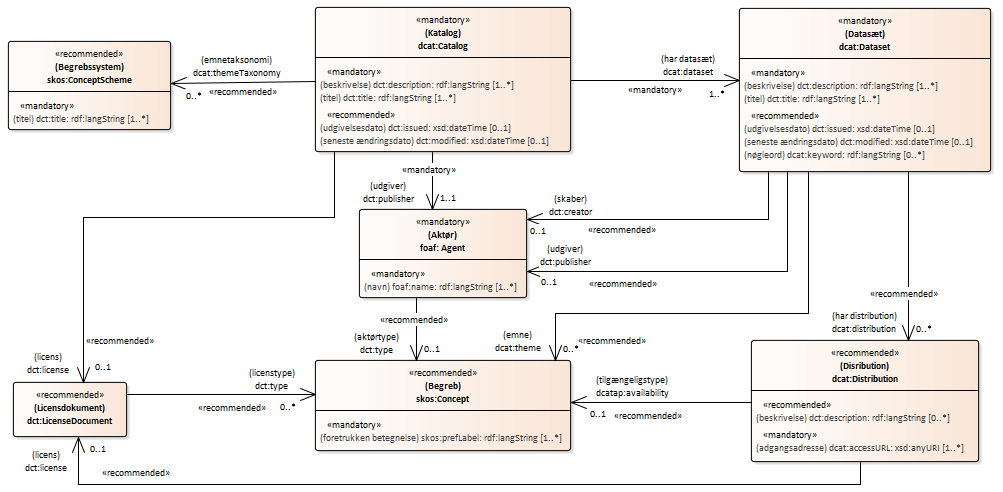 «recommended»
(Begrebssystem)
skos:ConceptScheme
«mandatory»
(titel) dct:title: rdf:langString [1..*]
(emnetaksonomi)
dcat:themeTaxonomy
0..*
«recommended»
«mandatory»
(Katalog)
dcat:Catalog
«mandatory»
(beskrivelse) dct:description: rdf:langString [1..*]
(titel) dct:title: rdf:langString [1..*]
«recommended»
(udgivelsesdato) dct:issued: xsd:dateTime [0..1]
(seneste ændringsdato) dct:modified: xsd:dateTime [0..1]
(har datasæt)
dcat:dataset
«mandatory»
1..*
«mandatory»
(Datasæt)
dcat:Dataset
«mandatory»
(beskrivelse) dct:description: rdf:langString [1..*]
(titel) dct:title: rdf:langString [1..*]
«recommended»
(udgivelsesdato) dct:issued: xsd:dateTime [0..1]
(seneste ændringsdato) dct:modified: xsd:dateTime [0..1]
(nøgleord) dcat:keyword: rdf:langString [0..*]
«mandatory»
(udgiver)
dct:publisher
1..1
(skaber)
dct:creator
0..1
«recommended»
«mandatory»
(Aktør)
foaf: Agent
«mandatory»
(navn) foaf:name: rdf:langString [1..*]
(udgiver)
dct:publisher
0..1
«recommended»
«recommended»
(har distribution)
dcat:distribution
0..*
«recommended»
(aktørtype)
dct:type
0..1
(emne)
dcat:theme
0..*
«recommended»
«recommended»
(licens)
dct:license
0..1
«recommended»
(Licensdokument)
dct:LicenseDocument
(licenstype)
dct:type
«recommended»
0..*
«recommended»
(Begreb)
skos:Concept
«mandatory»
(foretrukken betegnelse) skos:prefLabel: rdf:langString [1..*]
(tilgængeligstype)
dcatap:availability
0..1
«recommended»
«recommended»
(Disribution)
dcat:Distribution
«recommended»
(beskrivelse) dct:description: rdf:langString [0..*]
«mandatory»
(adgangsadresse) dcat:accessURL: xsd:anyURI [1..*]
(licens)
dct:license
0..1
«recommended»